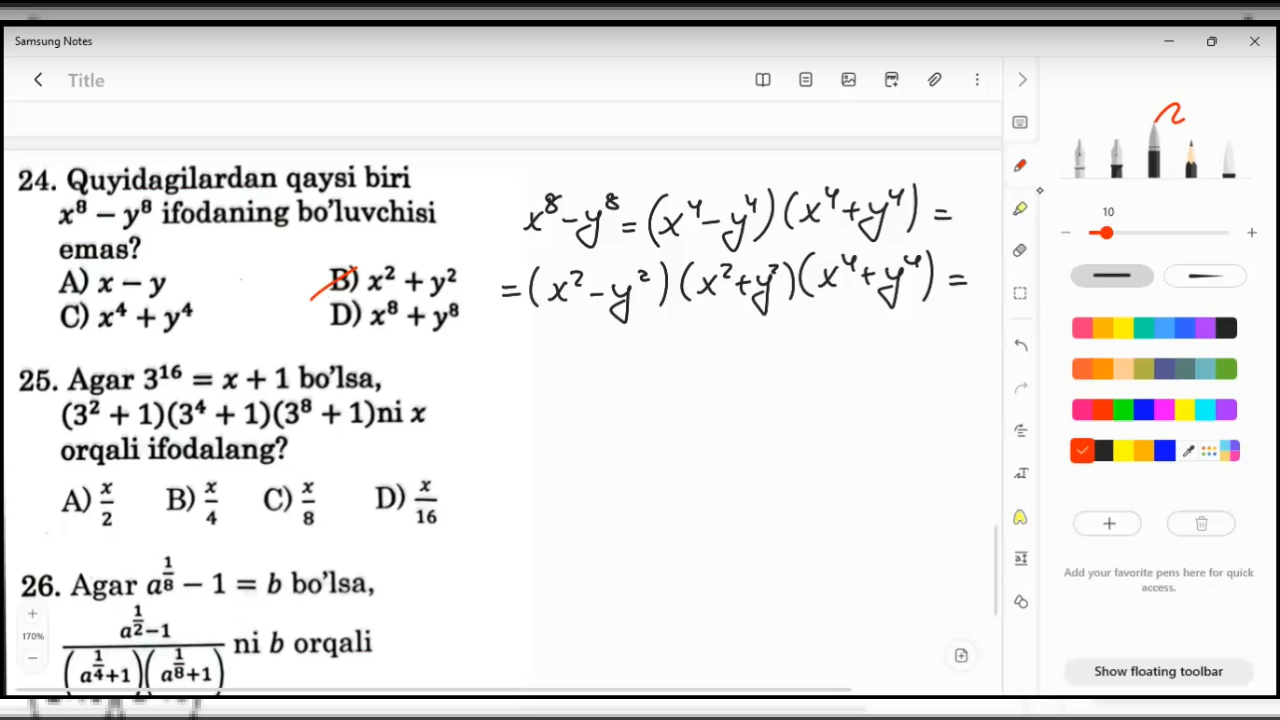 Samsung Notes
Title
24. Quyidagilardan qaysi biri
x⁸ − y⁸ ifodaning bo'luvchisi
emas?
A) x − y B) x² + y²
C) x⁴ + y⁴ D) x⁸ + y⁸
x⁸ − y⁸ = (x⁴ − y⁴)(x⁴ + y⁴) =
= (x² − y²)(x² + y²)(x⁴ + y⁴) =
25. Agar 3¹⁶ = x + 1 bo'lsa,
(3² + 1)(3⁴ + 1)(3⁸ + 1)ni x
orqali ifodalang?
A) x/2 B) x/4 C) x/8 D) x/16
26. Agar a^(1/8) − 1 = b bo'lsa,
(a^(1/2)−1)/((a^(1/4)+1)(a^(1/8)+1)) ni b orqali
170%
10
Add your favorite pens here for quick
access.
Show floating toolbar